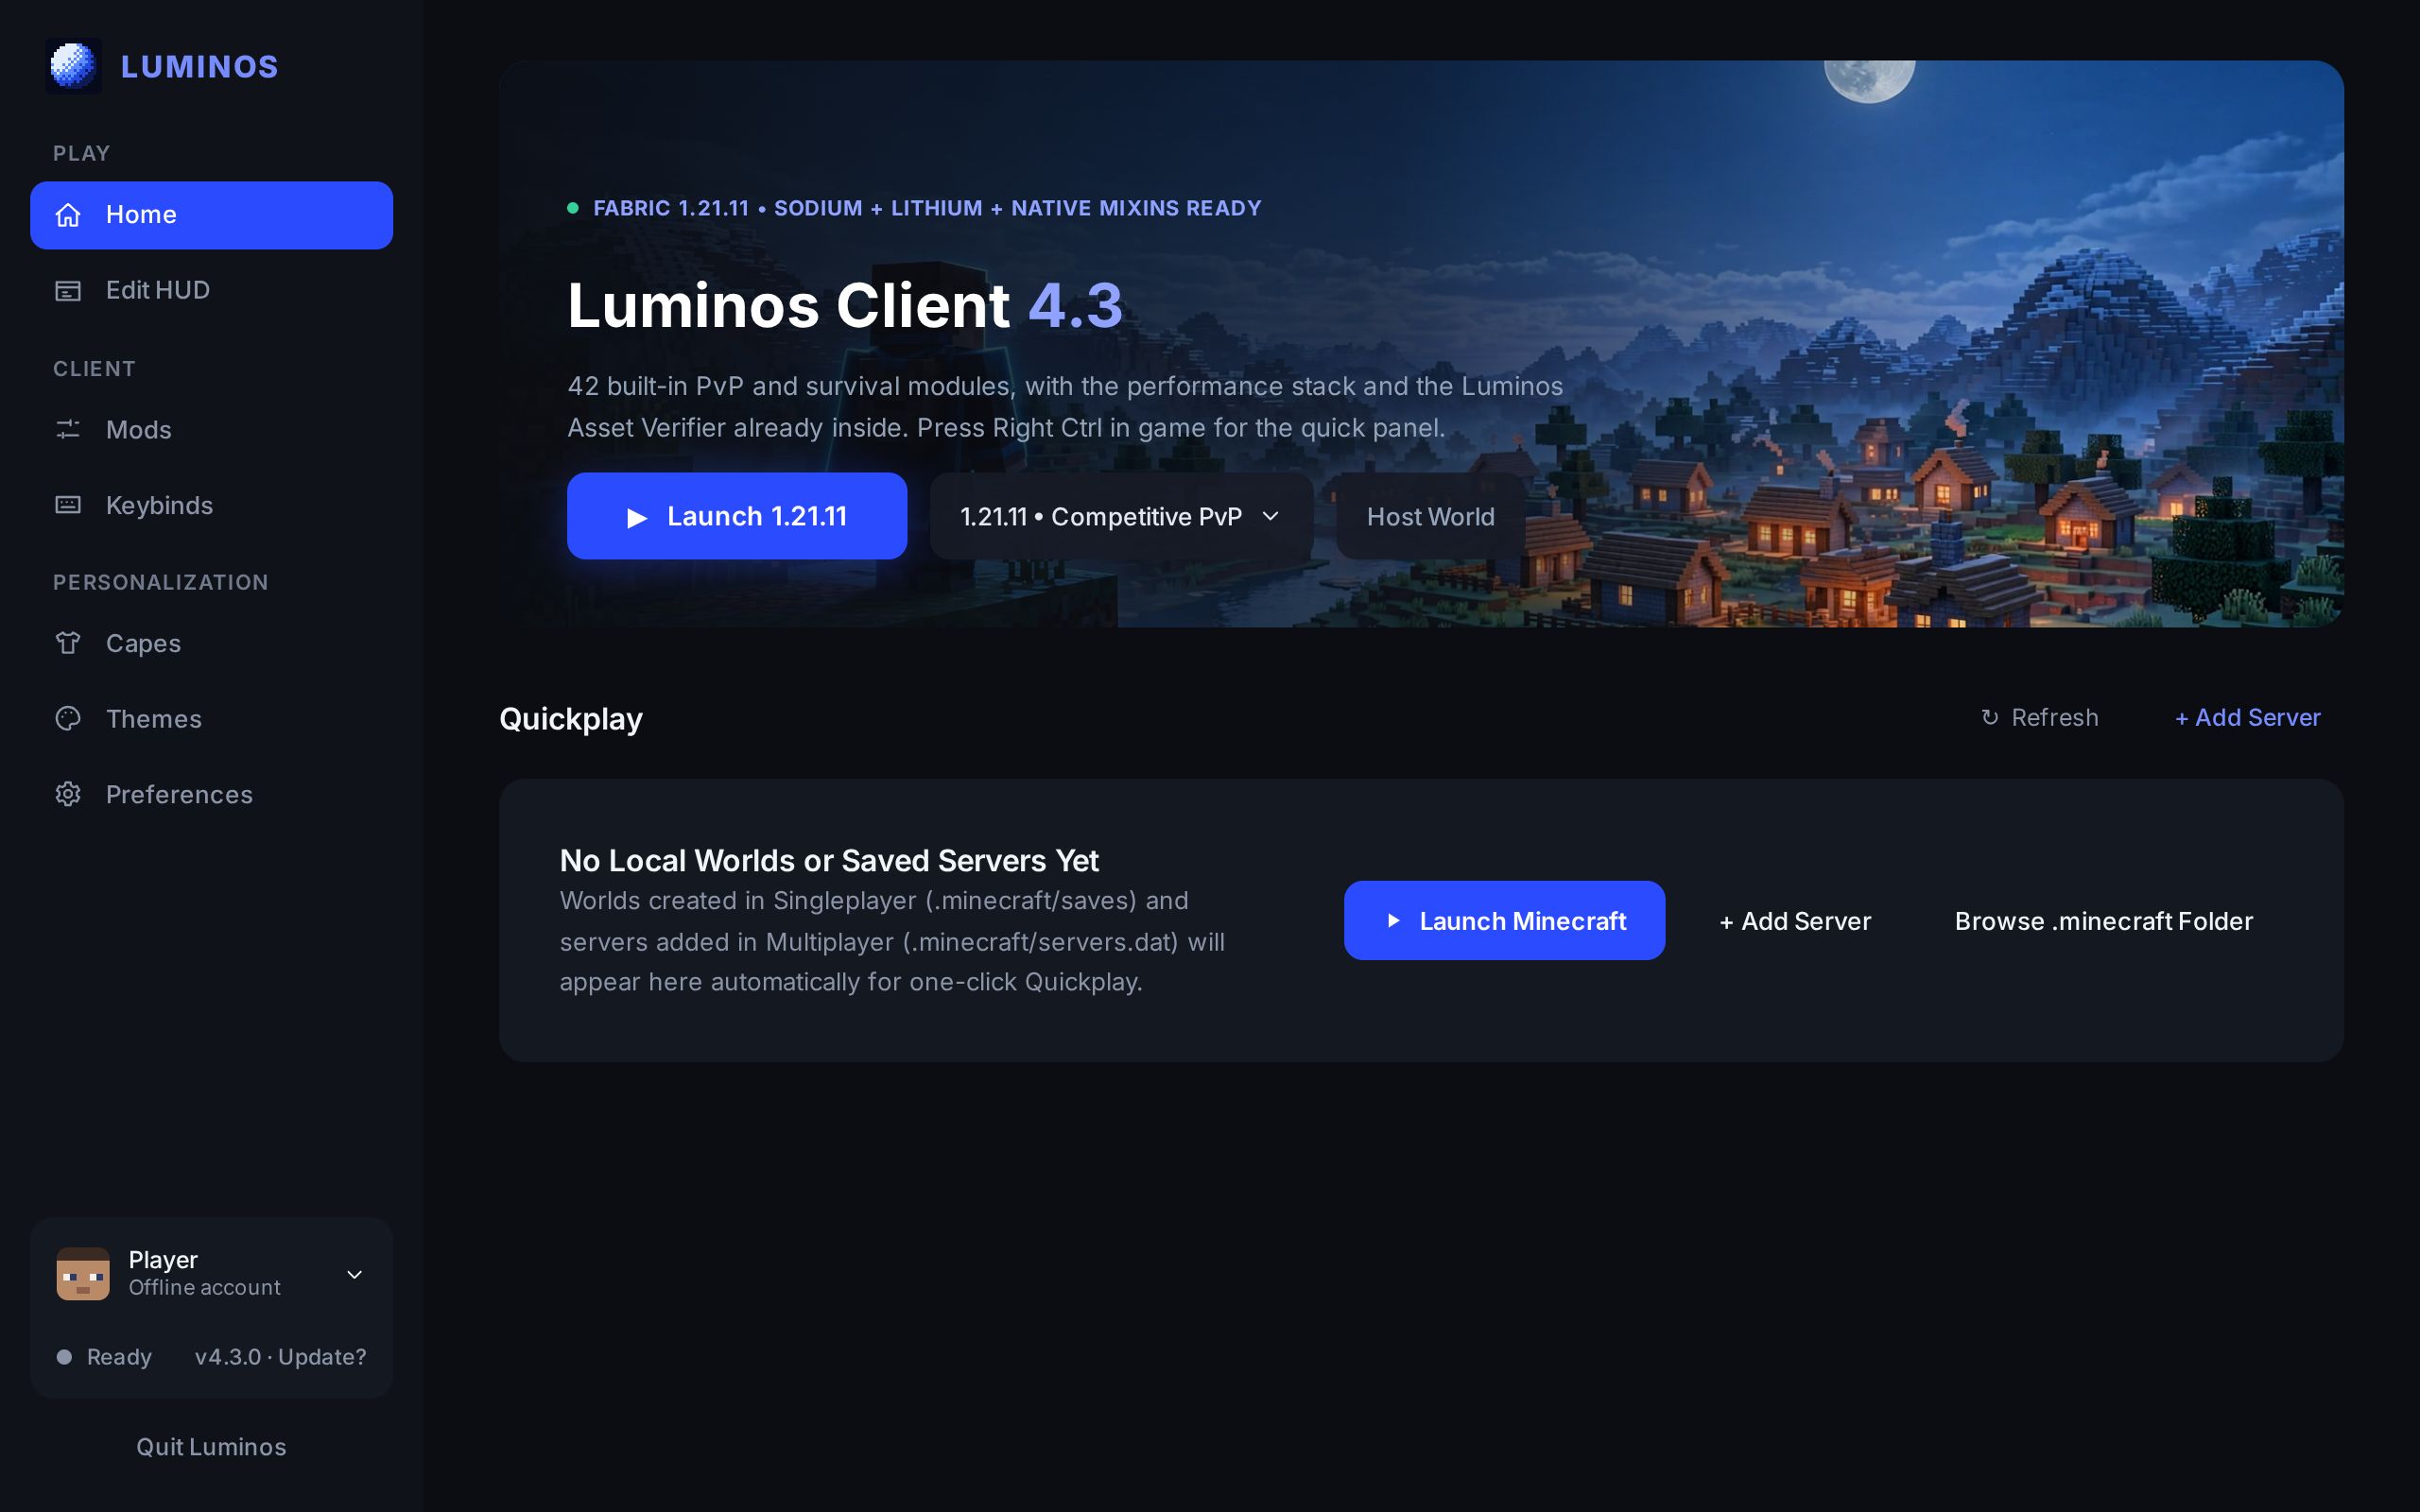 LUMINOS
PLAY
Home
Edit HUD
CLIENT
Mods
Keybinds
PERSONALIZATION
Capes
Themes
Preferences
Player
Offline account
Ready
v4.3.0 · Update?
Quit Luminos
FABRIC 1.21.11 • SODIUM + LITHIUM + NATIVE MIXINS READY
Luminos Client 4.3
42 built-in PvP and survival modules, with the performance stack and the Luminos
Asset Verifier already inside. Press Right Ctrl in game for the quick panel.
▶ Launch 1.21.11
1.21.11 • Competitive PvP
Host World
Quickplay
↻ Refresh
+ Add Server
No Local Worlds or Saved Servers Yet
Worlds created in Singleplayer (.minecraft/saves) and
servers added in Multiplayer (.minecraft/servers.dat) will
appear here automatically for one-click Quickplay.
▶ Launch Minecraft
+ Add Server
Browse .minecraft Folder